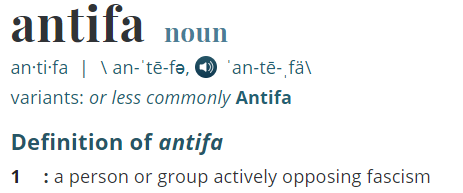 antifa noun
an·​ti·​fa | \ an-ˈtē-fə, ˈan-tē-ˌfä\
variants: or less commonly Antifa
Definition of antifa
1 : a person or group actively opposing fascism